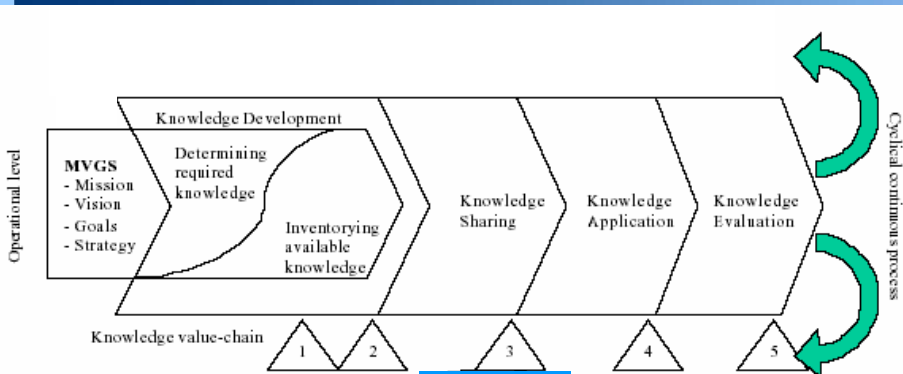 Operational level
MVGS
- Mission
- Vision
- Goals
- Strategy
Knowledge Development
Determining
required
knowledge
Inventorying
available
knowledge
Knowledge
Sharing
Knowledge
Application
Knowledge
Evaluation
Cyclical continuous process
Knowledge value-chain
1
2
3
4
5